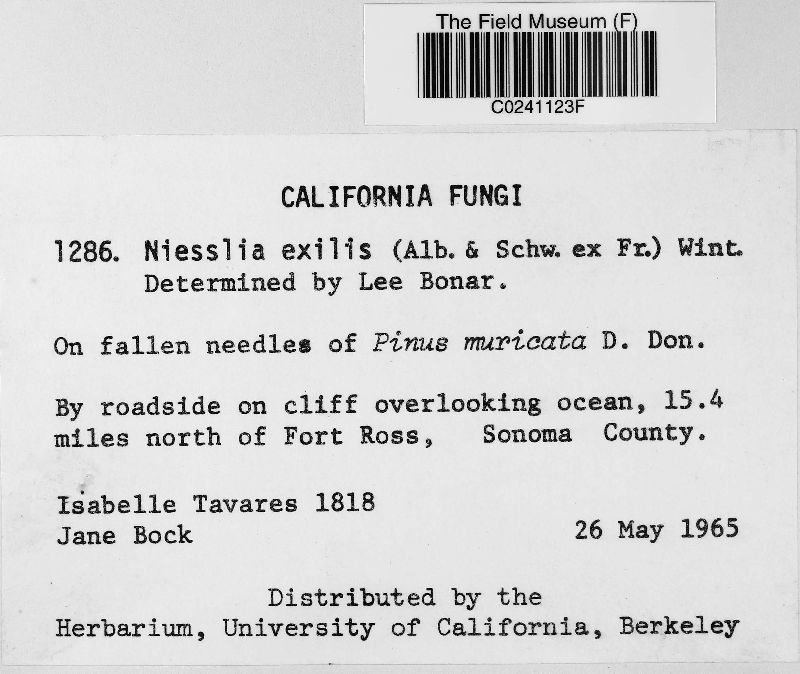 The Field Museum (F)
C0241123F
CALIFORNIA FUNGI
1286. Niesslia exilis (Alb. & Schw. ex Fr.) Wint.
Determined by Lee Bonar.
On fallen needles of Pinus muricata D. Don.
By roadside on cliff overlooking ocean, 15.4
miles north of Fort Ross, Sonoma County.
Isabelle Tavares 1818
Jane Bock 26 May 1965
Distributed by the
Herbarium, University of California, Berkeley